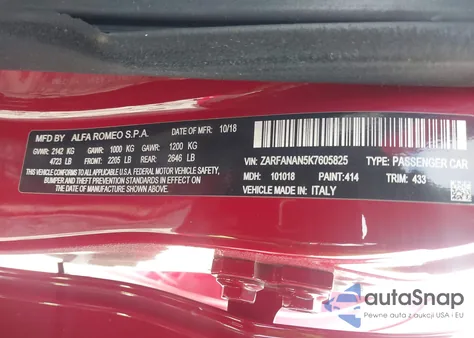 MFD BY ALFA ROMEO S.P.A. DATE OF MFR 10/18
GVWR: 2142 KG GAWR: 1000 KG GAWR: 1200 KG
4723 LB FRONT: 2205 LB REAR: 2646 LB
THIS VEHICLE CONFORMS TO ALL APPLICABLE U.S.A. FEDERAL MOTOR VEHICLE SAFETY,
BUMPER AND THEFT PREVENTION STANDARDS IN EFFECT ON THE
DATE OF MANUFACTURE SHOWN ABOVE.
VIN: ZARFANAN5K7605825 TYPE: PASSENGER CAR
MDH: 101018 PAINT:414 TRIM: 433
VEHICLE MADE IN: ITALY
autaSnap
Pewne auta z aukcji USA i EU